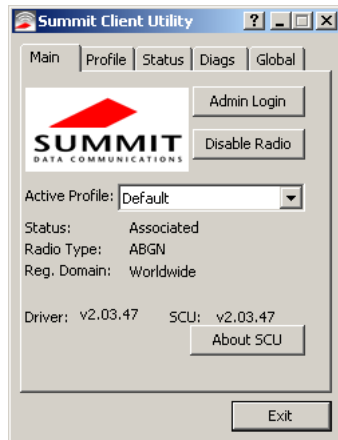 Summit Client Utility
Main Profile Status Diags Global
Admin Login
SUMMIT
DATA COMMUNICATIONS
Disable Radio
Active Profile: Default
Status: Associated
Radio Type: ABGN
Reg. Domain: Worldwide
Driver: v2.03.47 SCU: v2.03.47
About SCU
Exit